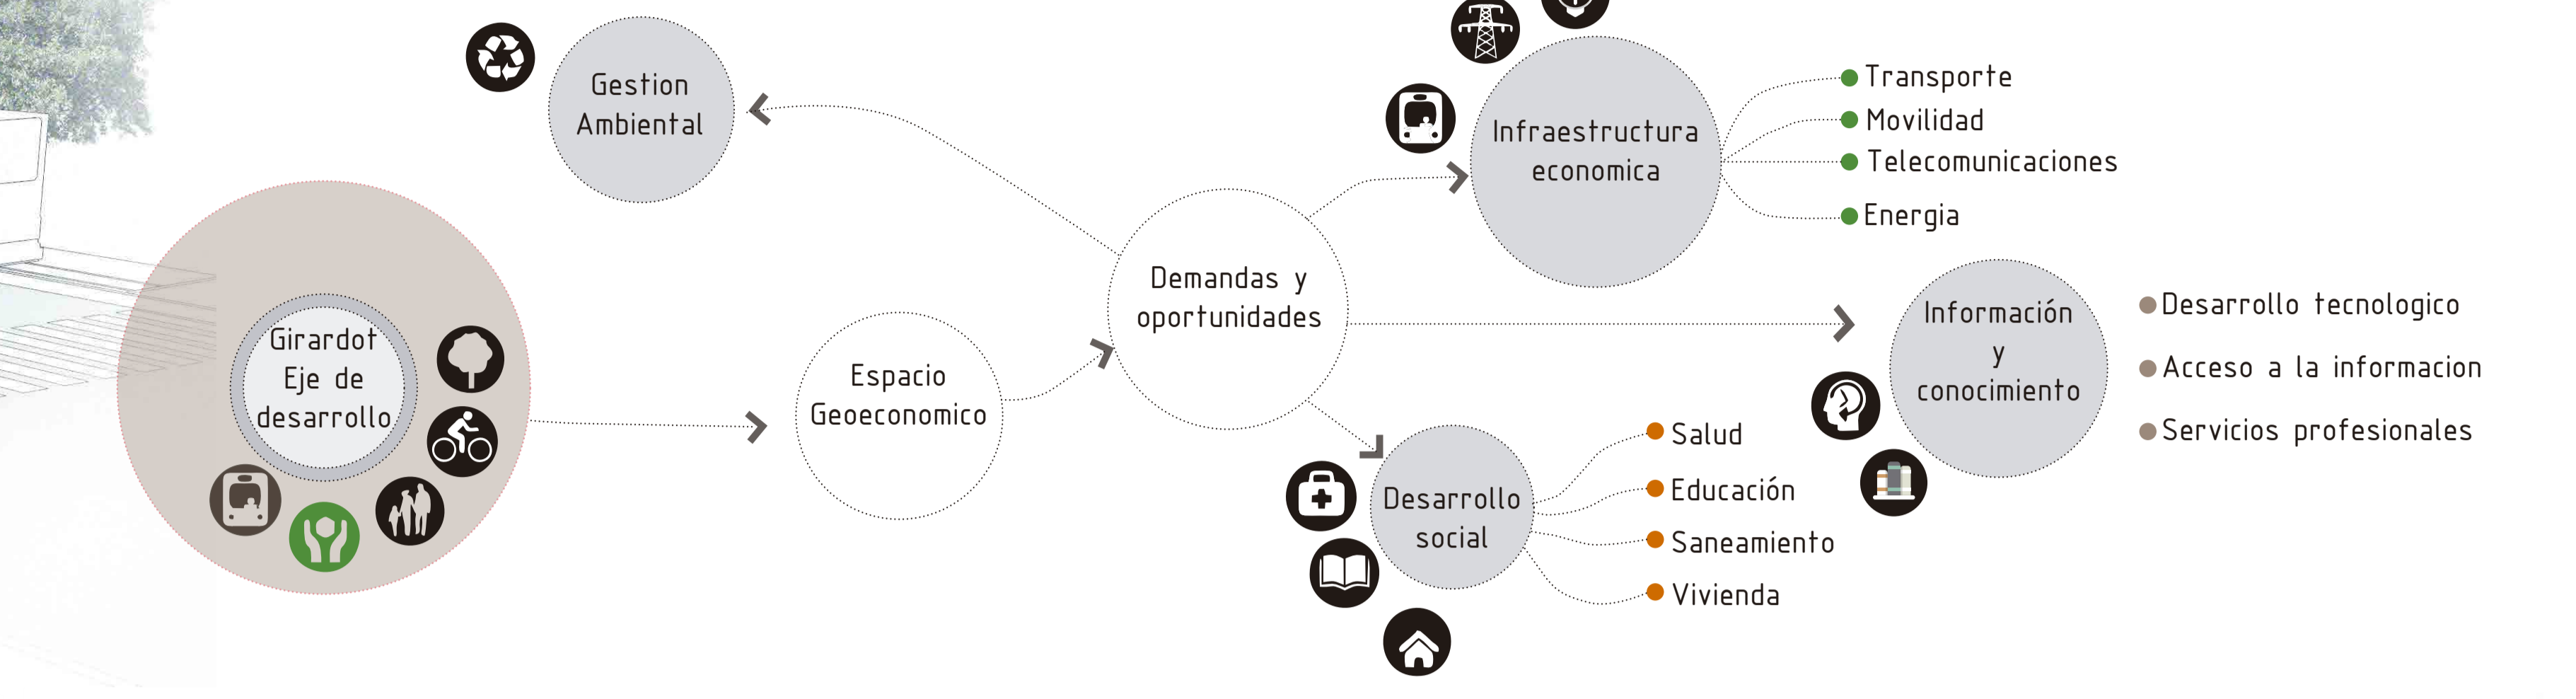 Gestion
Ambiental
Girardot
Eje de
desarrollo
Espacio
Geoeconomico
Demandas y
oportunidades
Infraestructura
economica
Transporte
Movilidad
Telecomunicaciones
Energia
Información
y
conocimiento
Desarrollo tecnologico
Acceso a la informacion
Servicios profesionales
Desarrollo
social
Salud
Educación
Saneamiento
Vivienda